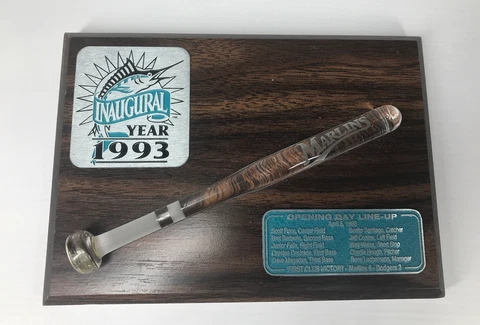 INAUGURAL
YEAR
1993
MARLINS
OPENING DAY LINE-UP
April 5, 1993
Scott Pose, Center Field
Benito Santiago, Catcher
Bret Barberie, Second Base
Jeff Conine, Left Field
Junior Felix, Right Field
Walt Weiss, Short Stop
Orestes Destrade, First Base
Charlie Hough, Pitcher
Dave Magadan, Third Base
Rene Lachemann, Manager
FIRST CLUB VICTORY - Marlins 6 - Dodgers 3